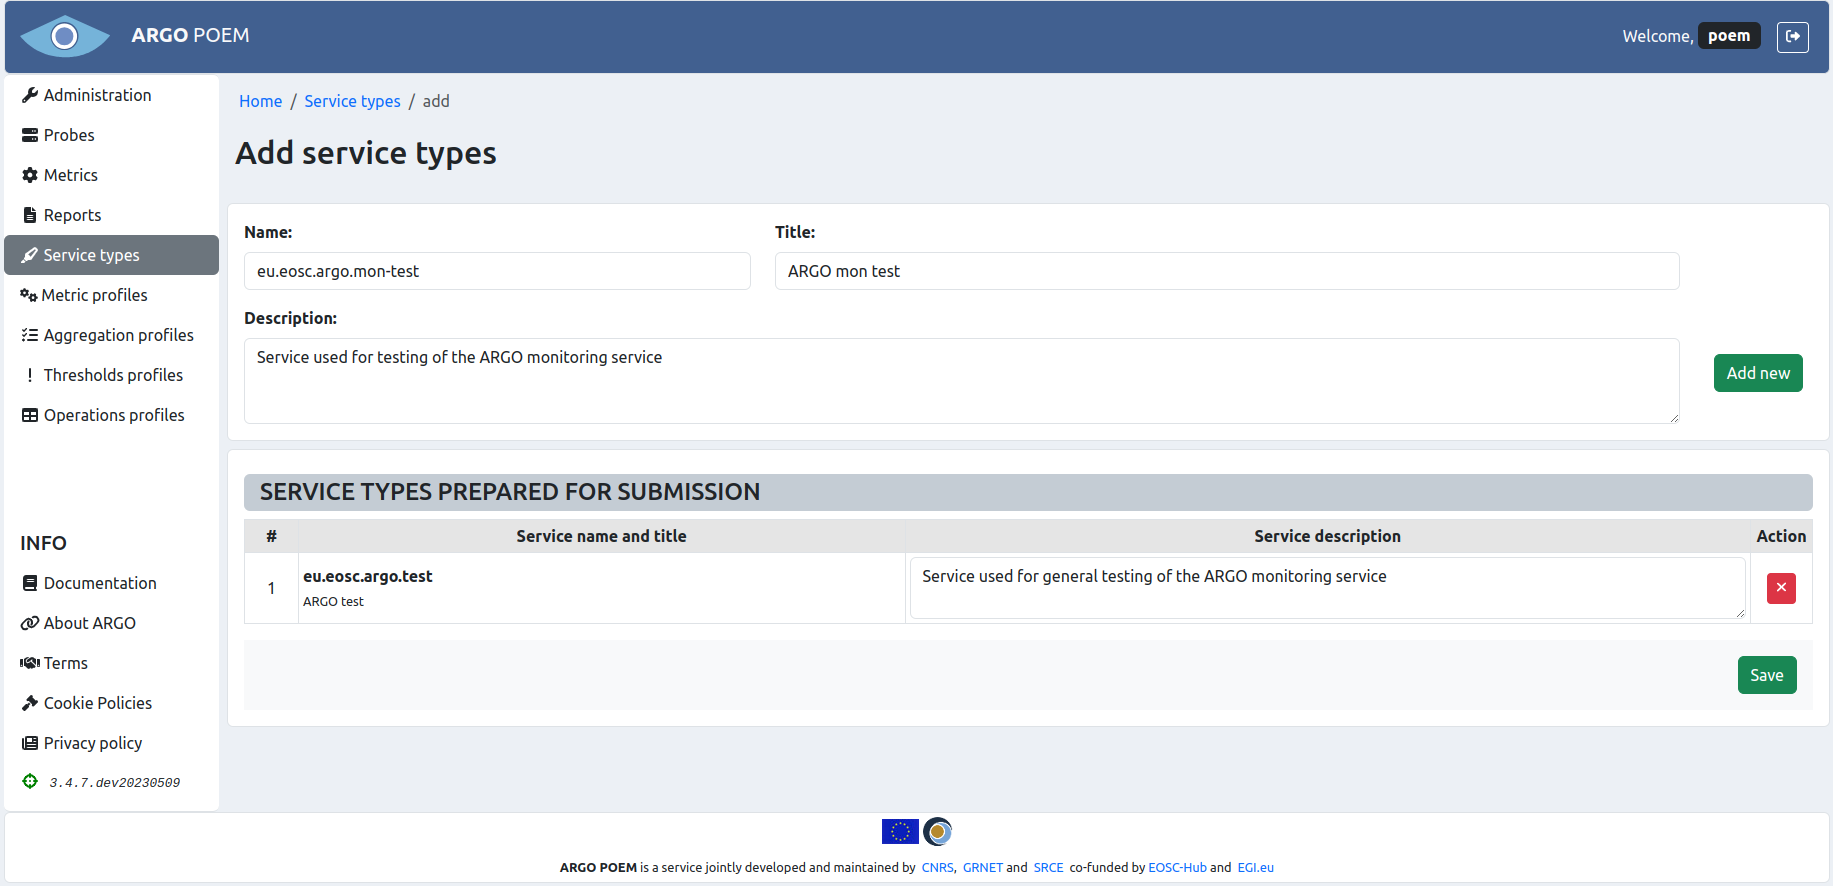 ARGO POEM
Welcome, poem
Administration
Probes
Metrics
Reports
Service types
Metric profiles
Aggregation profiles
Thresholds profiles
Operations profiles
INFO
Documentation
About ARGO
Terms
Cookie Policies
Privacy policy
3.4.7.dev20230509
Home / Service types / add
Add service types
Name: Title:
eu.eosc.argo.mon-test ARGO mon test
Description:
Service used for testing of the ARGO monitoring service
Add new
SERVICE TYPES PREPARED FOR SUBMISSION
# Service name and title Service description Action
1 eu.eosc.argo.test Service used for general testing of the ARGO monitoring service
ARGO test
Save
ARGO POEM is a service jointly developed and maintained by CNRS, GRNET and SRCE co-funded by EOSC-Hub and EGI.eu